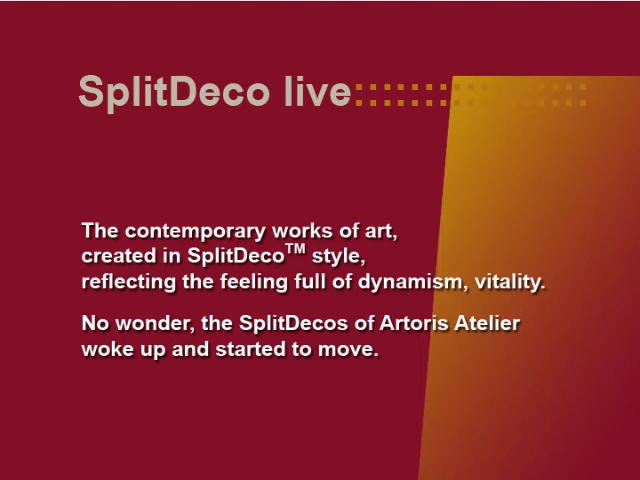 SplitDeco live
The contemporary works of art,
created in SplitDeco™ style,
reflecting the feeling full of dynamism, vitality.
No wonder, the SplitDecos of Artoris Atelier
woke up and started to move.